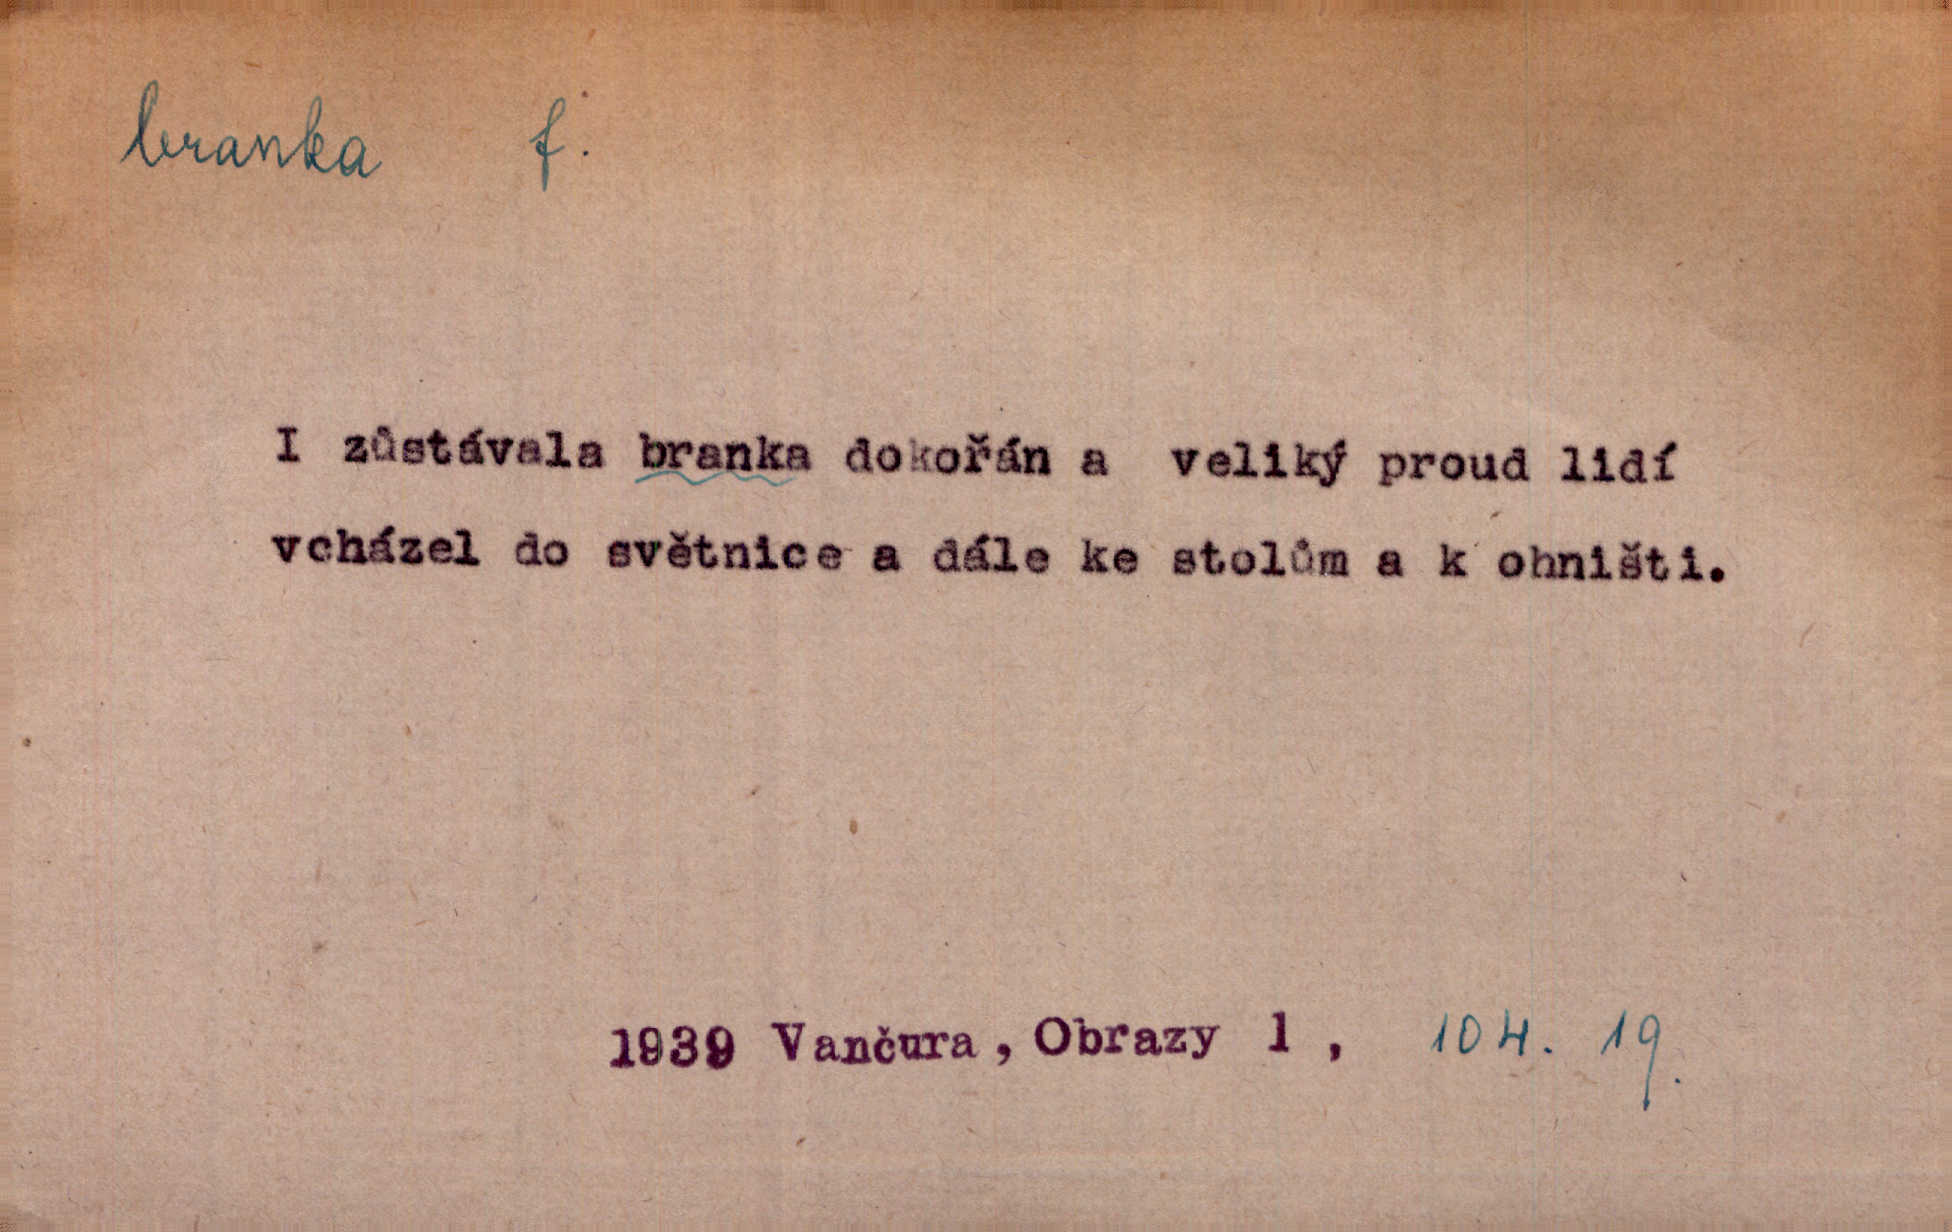 branka f.
I zůstávala branka dokořán a veliký proud lidí
vcházel do světnice a dále ke stolům a k ohništi.
1939 Vančura, Obrazy 1, 104. 19.